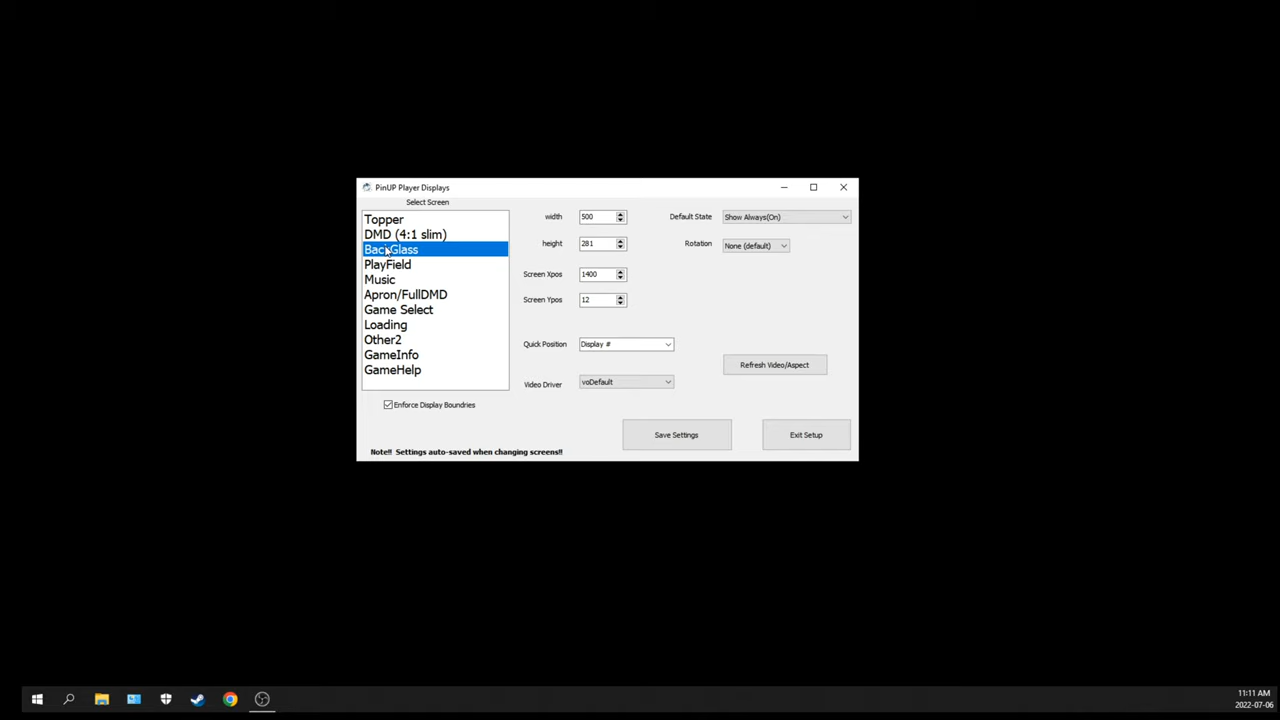 PinUP Player Displays
Select Screen
Topper
DMD (4:1 slim)
BackGlass
PlayField
Music
Apron/FullDMD
Game Select
Loading
Other2
GameInfo
GameHelp
Enforce Display Boundries
Note!! Settings auto-saved when changing screens!!
width 500
height 281
Screen Xpos 1400
Screen Ypos 12
Quick Position Display #
Video Driver voDefault
Default State Show Always(On)
Rotation None (default)
Refresh Video/Aspect
Save Settings
Exit Setup
11:11 AM
2022-07-06